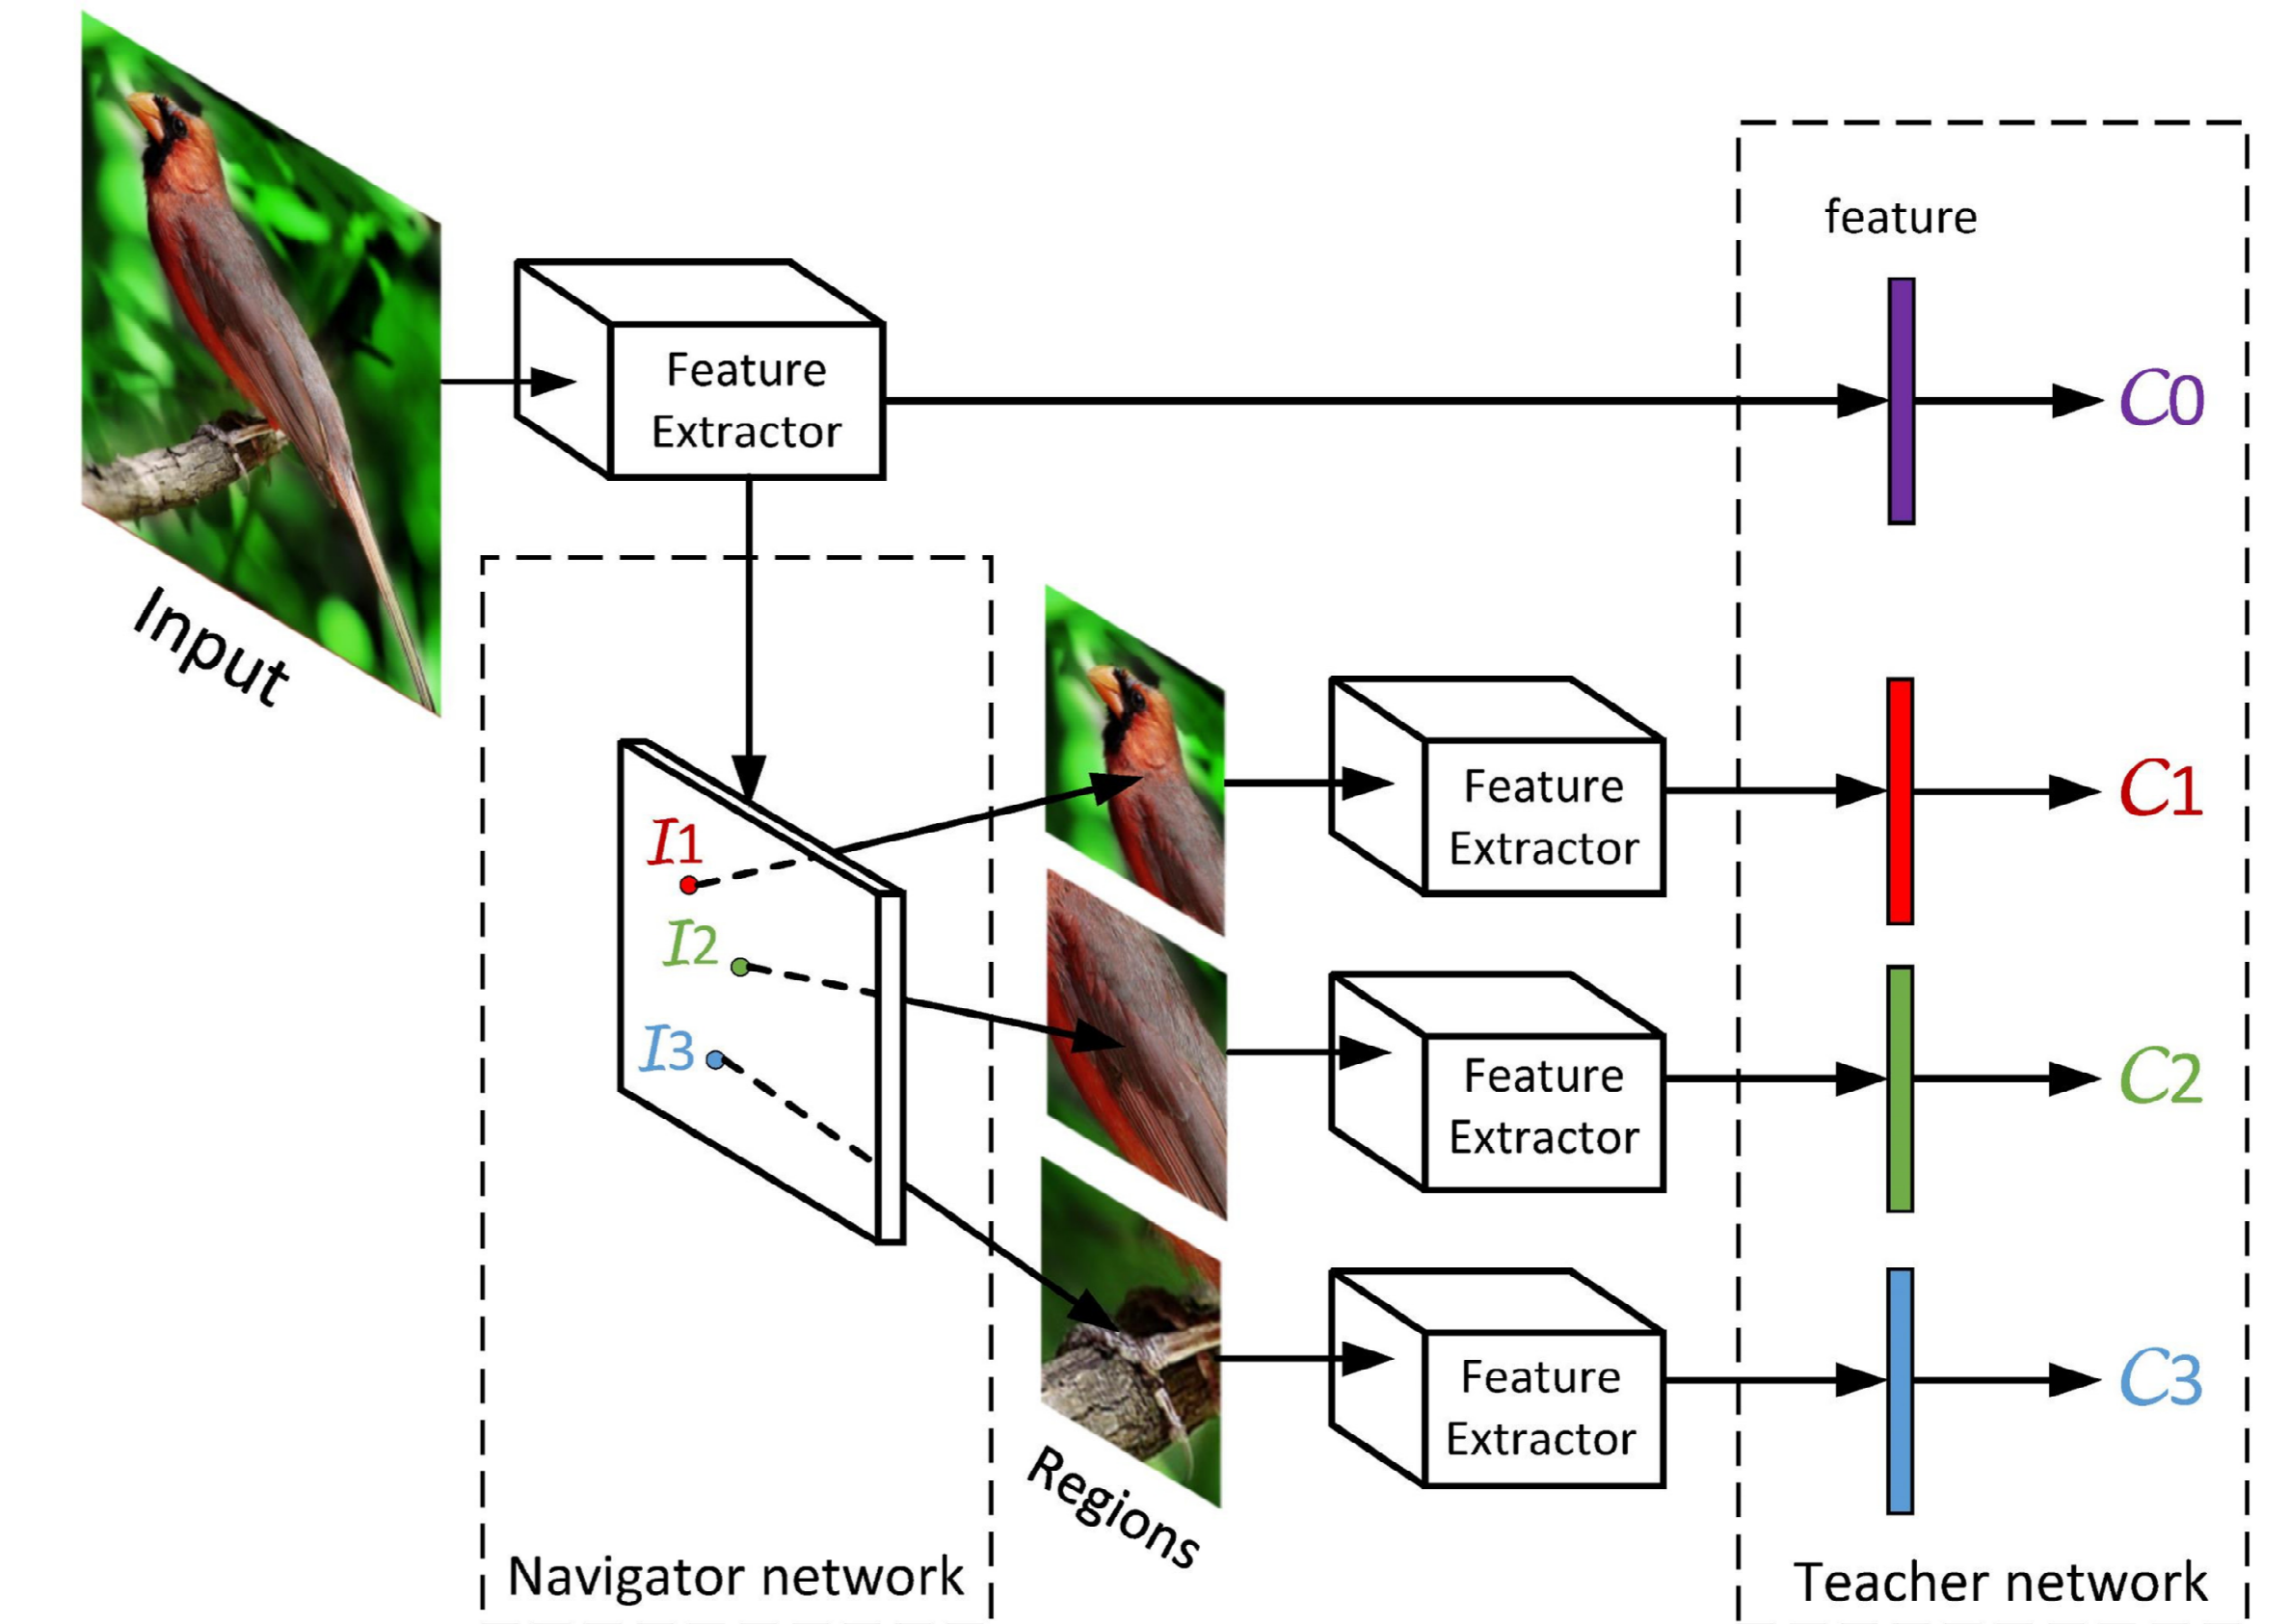 feature
Feature
Extractor
C0
Input
Feature
Extractor
C1
I1
I2
I3
Feature
Extractor
C2
Feature
Extractor
C3
Regions
Navigator network
Teacher network